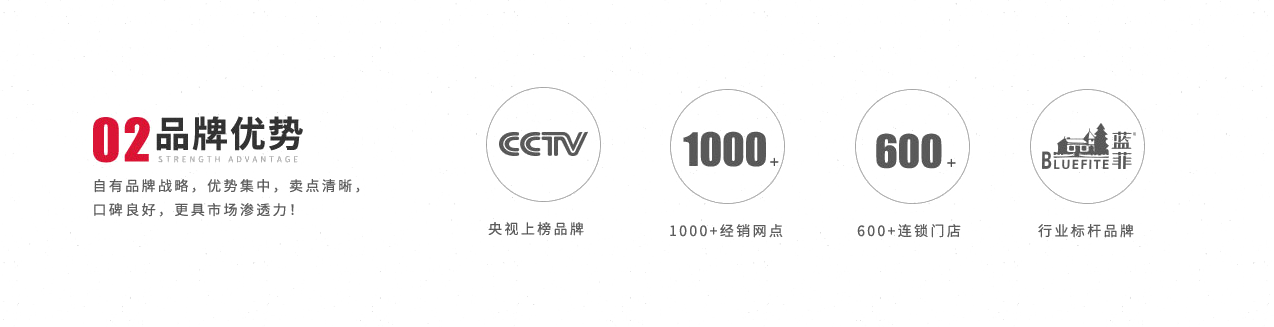 02品牌优势
STRENGTH ADVANTAGE
自有品牌战略，优势集中，卖点清晰，
口碑良好，更具市场渗透力！
CCTV
央视上榜品牌
1000+
1000+经销网点
600+
600+连锁门店
蓝菲
BLUEFITE
行业标杆品牌